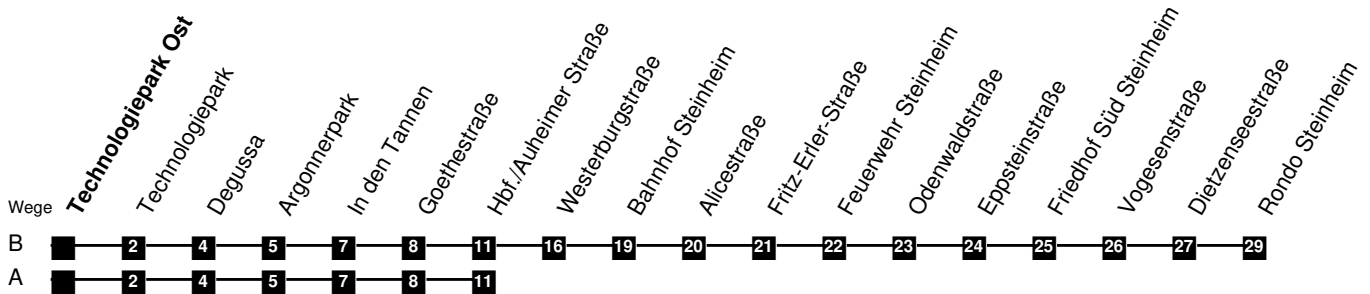 Technologiepark Ost
Technologiepark
Degussa
Argonnerpark
In den Tannen
Goethestraße
Hbf./Auheimer Straße
Westerburgstraße
Bahnhof Steinheim
Alicestraße
Fritz-Erler-Straße
Feuerwehr Steinheim
Odenwaldstraße
Eppsteinstraße
Friedhof Süd Steinheim
Vogesenstraße
Dietzenseestraße
Rondo Steinheim
Wege
B 2 4 5 7 8 11 16 19 20 21 22 23 24 25 26 27 29
A 2 4 5 7 8 11